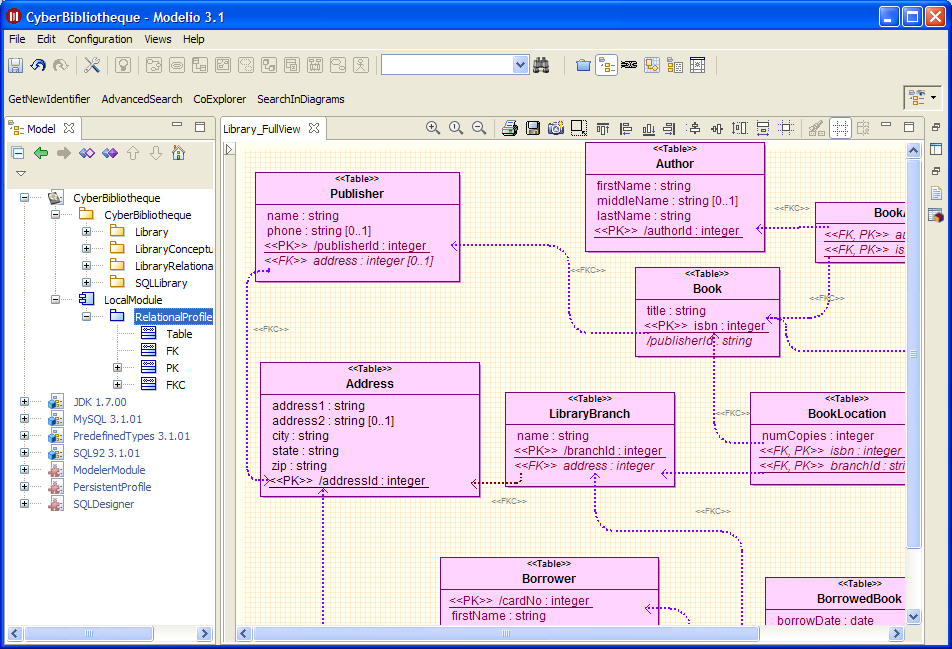 CyberBibliotheque - Modelio 3.1
File Edit Configuration Views Help
GetNewIdentifier AdvancedSearch CoExplorer SearchInDiagrams
Model
CyberBibliotheque
CyberBibliotheque
Library
LibraryConceptu
LibraryRelationa
SQLLibrary
LocalModule
RelationalProfile
Table
FK
PK
FKC
JDK 1.7.00
MySQL 3.1.01
PredefinedTypes 3.1.01
SQL92 3.1.01
ModelerModule
PersistentProfile
SQLDesigner
Library_FullView
<<Table>>
Publisher
name : string
phone : string [0..1]
<<PK>> /publisherId : integer
<<FK>> address : integer [0..1]
<<Table>>
Author
firstName : string
middleName : string [0..1]
lastName : string
<<PK>> /authorId : integer
<<FKC>>
BookA
<<FK, PK>> au
<<FK, PK>> is
<<FKC>>
<<Table>>
Book
title : string
<<PK>> isbn : integer
/publisherId : string
<<FKC>>
<<FKC>>
<<Table>>
Address
address1 : string
address2 : string [0..1]
city : string
state : string
zip : string
<<PK>> /addressId : integer
<<Table>>
LibraryBranch
name : string
<<PK>> /branchId : integer
<<FK>> address : integer
<<FKC>>
<<Table>>
BookLocation
numCopies : integer
<<FK, PK>> isbn : integer
<<FK, PK>> branchId : stri
<<FKC>>
<<FKC>>
<<Table>>
Borrower
<<PK>> /cardNo : integer
firstName : string
<<Table>>
BorrowedBook
borrowDate : date